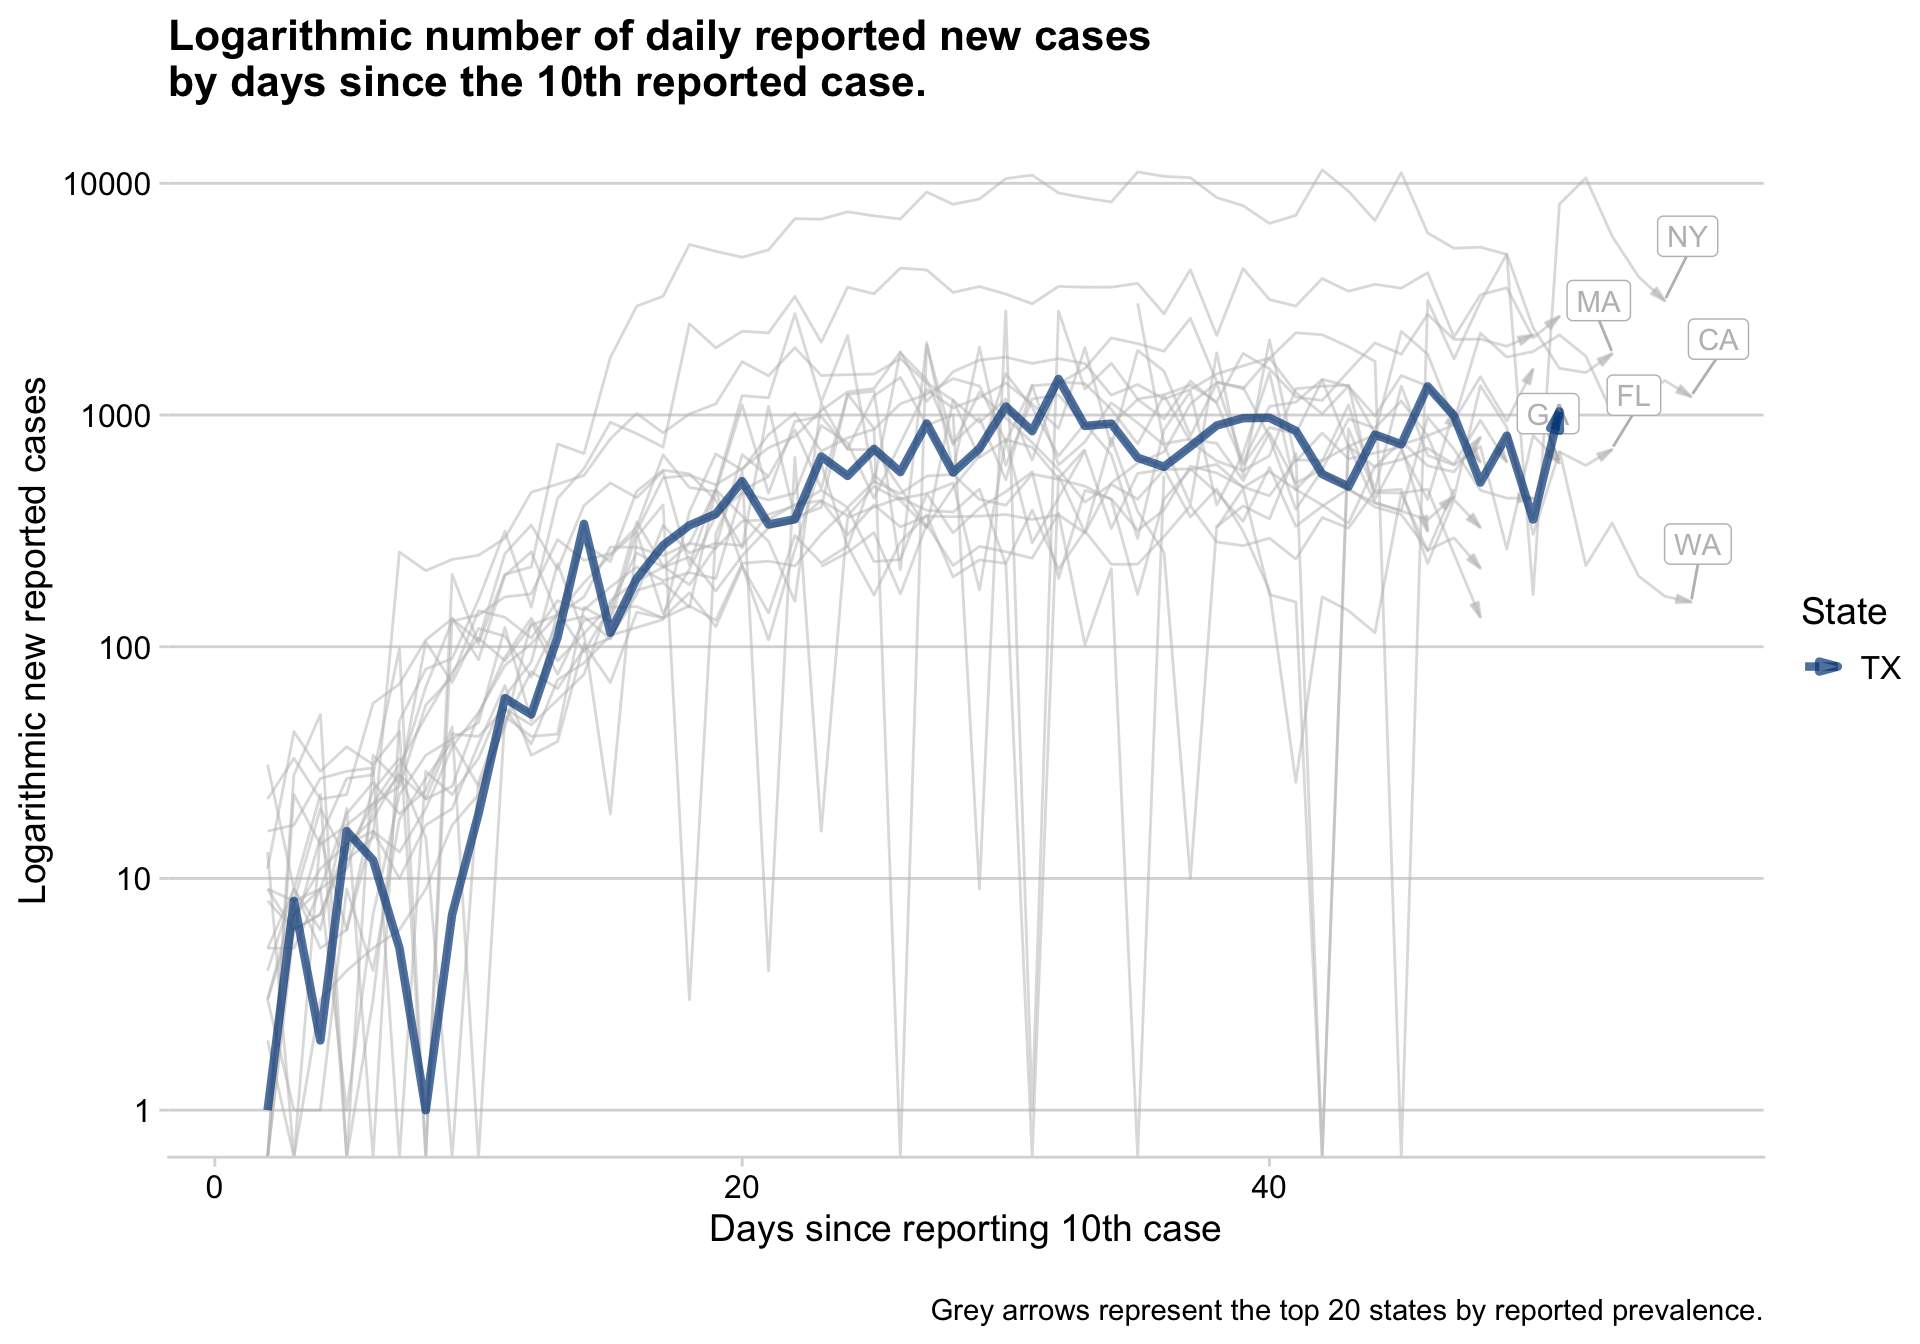 Logarithmic number of daily reported new cases
by days since the 10th reported case.
Logarithmic new reported cases
10000
1000
100
10
1
NY
MA
CA
FL
GA
WA
State
TX
0
20
40
Days since reporting 10th case
Grey arrows represent the top 20 states by reported prevalence.